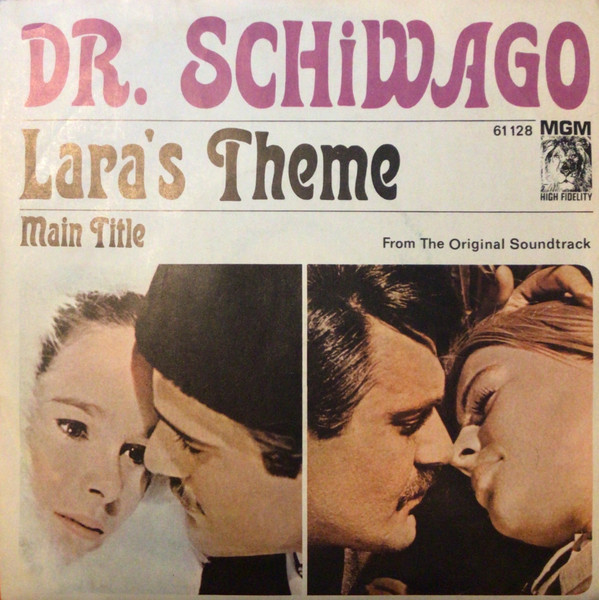 DR. SCHiWAGO
61 128 MGM
Lara's Theme
HIGH FIDELITY
Main Title
From The Original Soundtrack